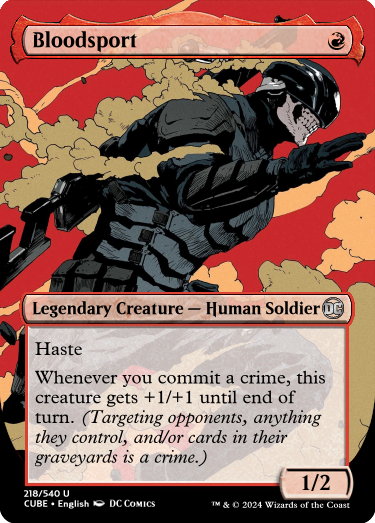 Bloodsport
Legendary Creature — Human Soldier DC
Haste
Whenever you commit a crime, this
creature gets +1/+1 until end of
turn. (Targeting opponents, anything
they control, and/or cards in their
graveyards is a crime.)
1/2
218/540 U
CUBE • English DC COMICS
™ & © 2024 Wizards of the Coast